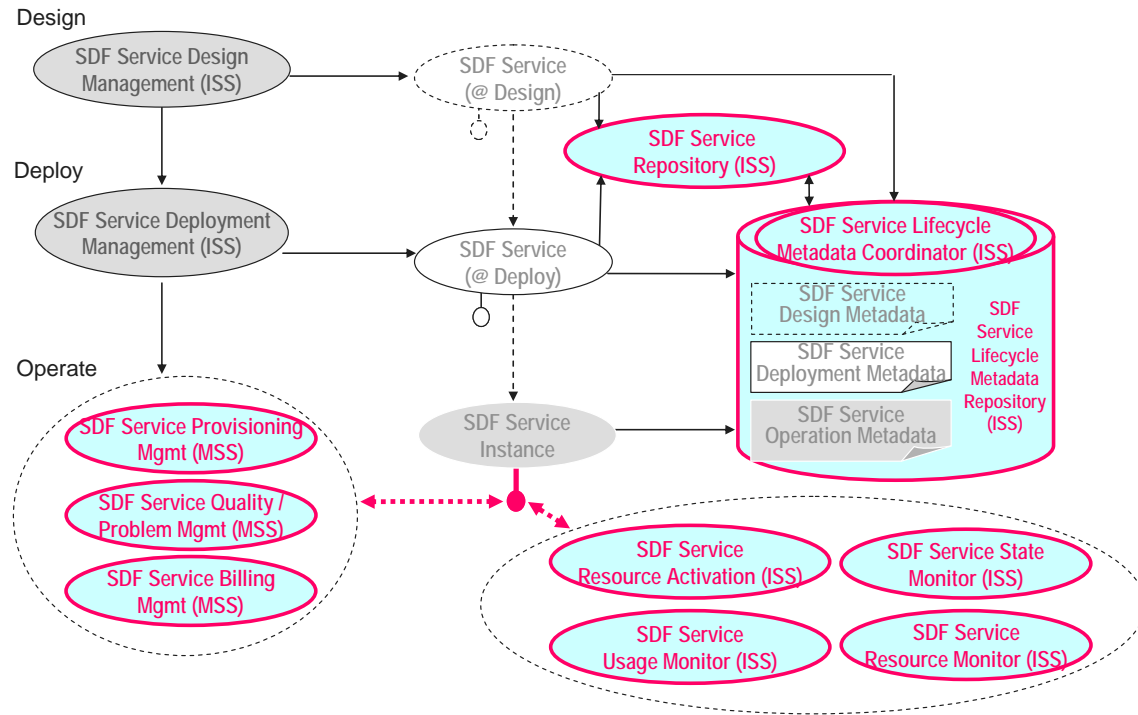 Design
SDF Service Design
Management (ISS)
SDF Service
(@ Design)
SDF Service
Repository (ISS)
Deploy
SDF Service Deployment
Management (ISS)
SDF Service
(@ Deploy)
SDF Service Lifecycle
Metadata Coordinator (ISS)
SDF Service
Design Metadata
SDF Service
Deployment Metadata
SDF Service
Operation Metadata
SDF
Service
Lifecycle
Metadata
Repository
(ISS)
Operate
SDF Service Provisioning
Mgmt (MSS)
SDF Service Quality /
Problem Mgmt (MSS)
SDF Service Billing
Mgmt (MSS)
SDF Service
Instance
SDF Service
Resource Activation (ISS)
SDF Service State
Monitor (ISS)
SDF Service
Usage Monitor (ISS)
SDF Service
Resource Monitor (ISS)